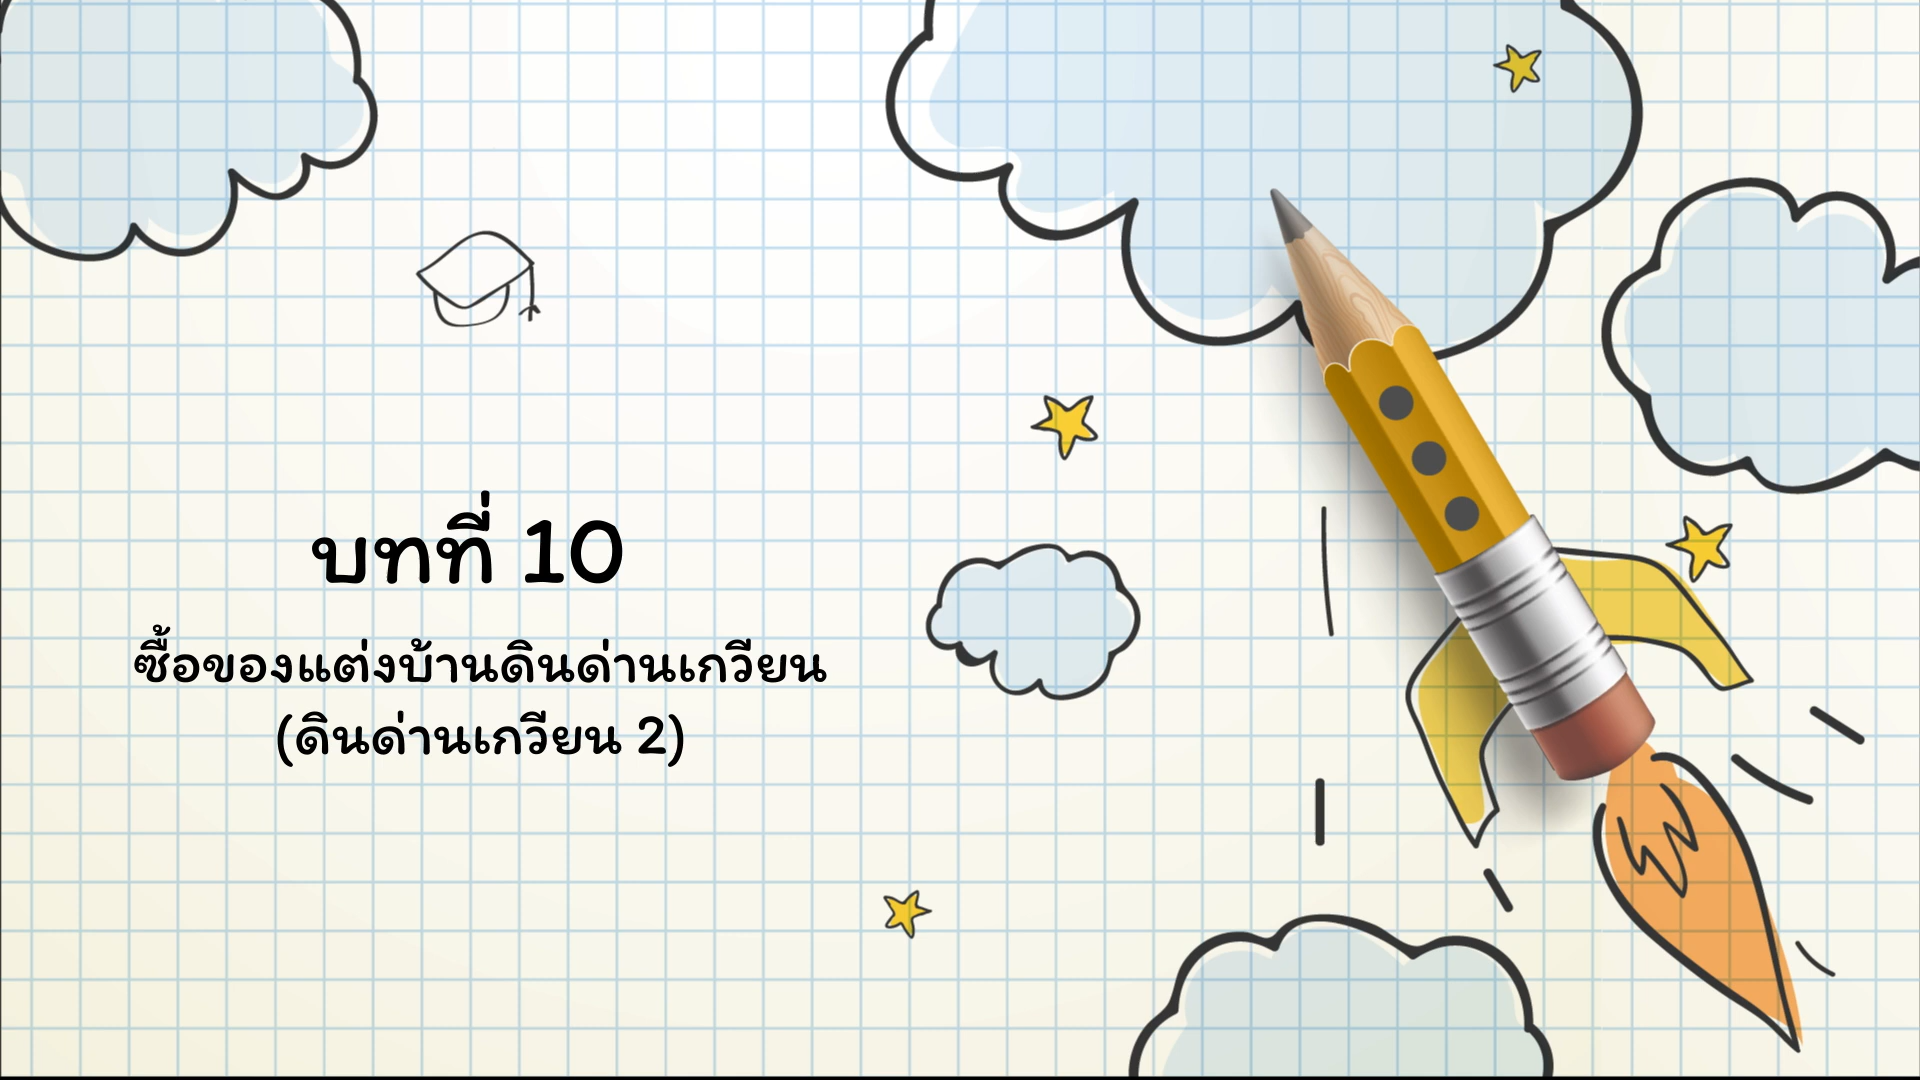 บทที่ 10
ซื้อของแต่งบ้านดินด่านเกวียน
(ดินด่านเกวียน 2)